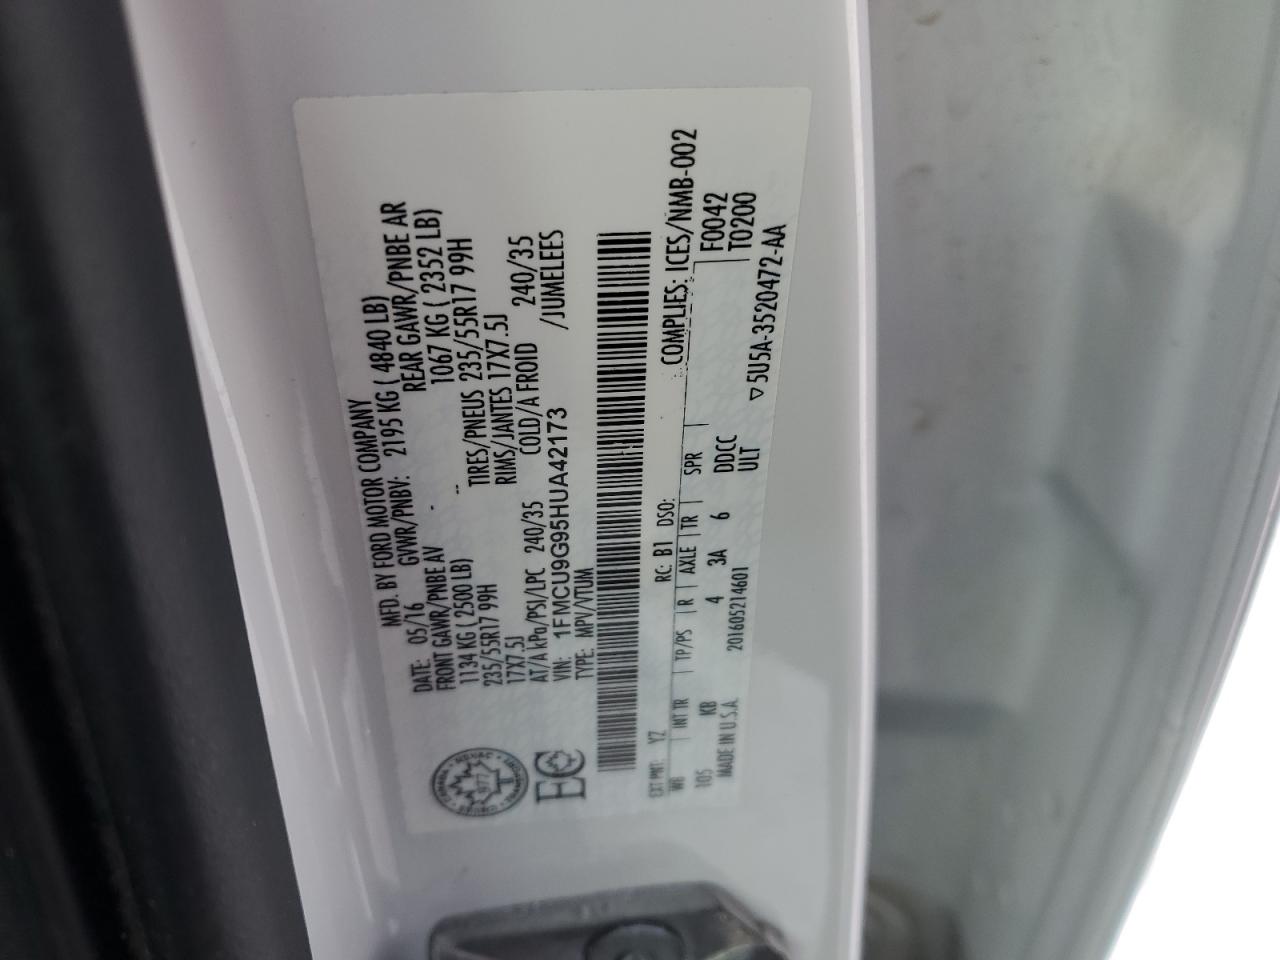 MFD. BY FORD MOTOR COMPANY
DATE: 05/16 GVWR/PNBV: 2195 KG ( 4840 LB)
FRONT GAWR/PNBE AV REAR GAWR/PNBE AR
1134 KG ( 2500 LB) 1067 KG ( 2352 LB)
235/55R17 99H TIRES/PNEUS 235/55R17 99H
17X7.5J RIMS/JANTES 17X7.5J
AT/A kPa/PSI/LPC 240/35 COLD/A FROID 240/35
VIN: 1FMCU9G95HUA42173 /JUMELEES
TYPE: MPV/VTUM
EC
EXT PNT: YZ RC: B1 DSO: COMPLIES: ICES/NMB-002
WB INT TR TP/PS R AXLE TR SPR F0042
105 KB 4 3A 6 DDCC T0200
MADE IN U.S.A. 201605214601 ULT ▽5U5A-3520472-AA